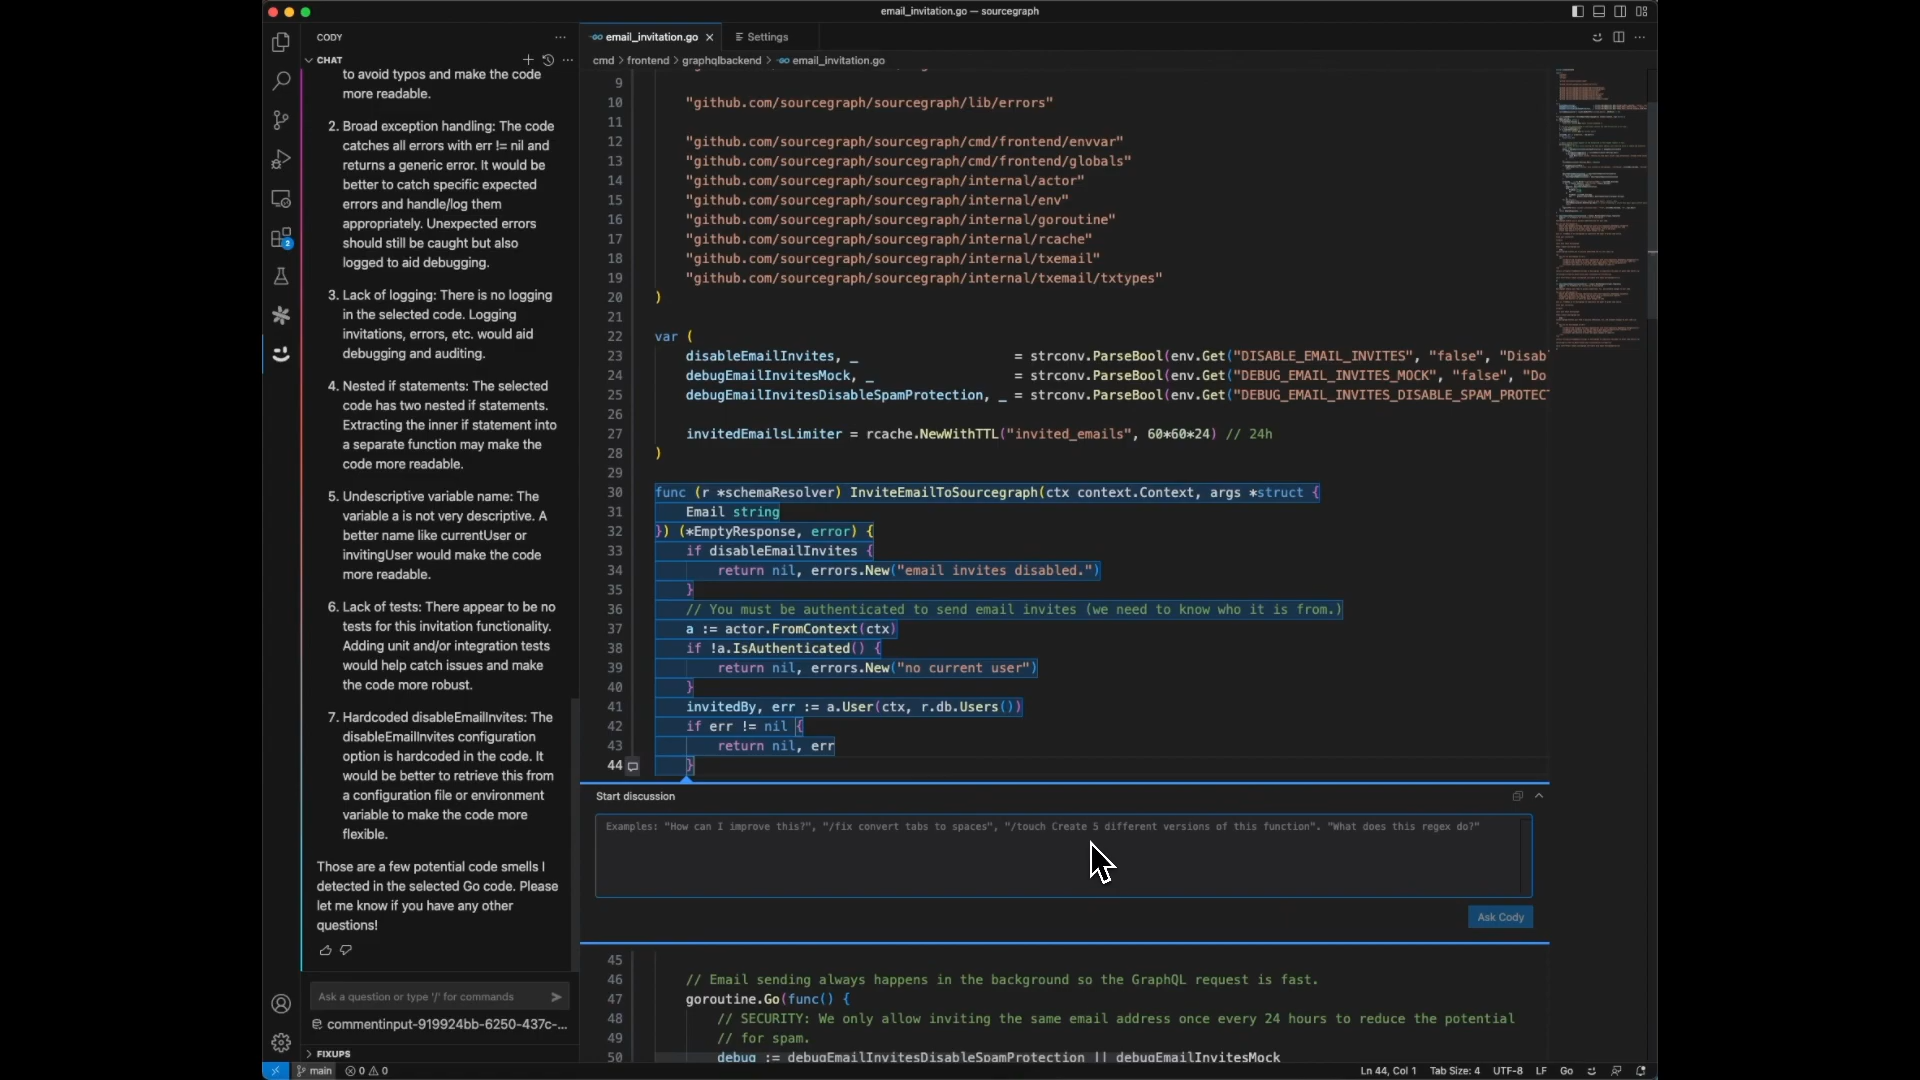 email_invitation.go — sourcegraph
CODY
CHAT
to avoid typos and make the code
more readable.
2. Broad exception handling: The code
catches all errors with err != nil and
returns a generic error. It would be
better to catch specific expected
errors and handle/log them
appropriately. Unexpected errors
should still be caught but also
logged to aid debugging.
3. Lack of logging: There is no logging
in the selected code. Logging
invitations, errors, etc. would aid
debugging and auditing.
4. Nested if statements: The selected
code has two nested if statements.
Extracting the inner if statement into
a separate function may make the
code more readable.
5. Undescriptive variable name: The
variable a is not very descriptive. A
better name like currentUser or
invitingUser would make the code
more readable.
6. Lack of tests: There appear to be no
tests for this invitation functionality.
Adding unit and/or integration tests
would help catch issues and make
the code more robust.
7. Hardcoded disableEmailInvites: The
disableEmailInvites configuration
option is hardcoded in the code. It
would be better to retrieve this from
a configuration file or environment
variable to make the code more
flexible.
Those are a few potential code smells I
detected in the selected Go code. Please
let me know if you have any other
questions!
Ask a question or type '/' for commands
commentinput-919924bb-6250-437c-...
FIXUPS
2
email_invitation.go
Settings
cmd > frontend > graphqlbackend > email_invitation.go
9
10 "github.com/sourcegraph/sourcegraph/lib/errors"
11
12 "github.com/sourcegraph/sourcegraph/cmd/frontend/envvar"
13 "github.com/sourcegraph/sourcegraph/cmd/frontend/globals"
14 "github.com/sourcegraph/sourcegraph/internal/actor"
15 "github.com/sourcegraph/sourcegraph/internal/env"
16 "github.com/sourcegraph/sourcegraph/internal/goroutine"
17 "github.com/sourcegraph/sourcegraph/internal/rcache"
18 "github.com/sourcegraph/sourcegraph/internal/txemail"
19 "github.com/sourcegraph/sourcegraph/internal/txemail/txtypes"
20 )
21
22 var (
23 disableEmailInvites, _ = strconv.ParseBool(env.Get("DISABLE_EMAIL_INVITES", "false", "Disab
24 debugEmailInvitesMock, _ = strconv.ParseBool(env.Get("DEBUG_EMAIL_INVITES_MOCK", "false", "Do
25 debugEmailInvitesDisableSpamProtection, _ = strconv.ParseBool(env.Get("DEBUG_EMAIL_INVITES_DISABLE_SPAM_PROTEC
26
27 invitedEmailsLimiter = rcache.NewWithTTL("invited_emails", 60*60*24) // 24h
28 )
29
30 func (r *schemaResolver) InviteEmailToSourcegraph(ctx context.Context, args *struct {
31 Email string
32 }) (*EmptyResponse, error) {
33 if disableEmailInvites {
34 return nil, errors.New("email invites disabled.")
35 }
36 // You must be authenticated to send email invites (we need to know who it is from.)
37 a := actor.FromContext(ctx)
38 if !a.IsAuthenticated() {
39 return nil, errors.New("no current user")
40 }
41 invitedBy, err := a.User(ctx, r.db.Users())
42 if err != nil {
43 return nil, err
44 }
Start discussion
Examples: "How can I improve this?", "/fix convert tabs to spaces", "/touch Create 5 different versions of this function". "What does this regex do?"
Ask Cody
45
46 // Email sending always happens in the background so the GraphQL request is fast.
47 goroutine.Go(func() {
48 // SECURITY: We only allow inviting the same email address once every 24 hours to reduce the potential
49 // for spam.
50 debug := debugEmailInvitesDisableSpamProtection || debugEmailInvitesMock
main 0 0
Ln 44, Col 1 Tab Size: 4 UTF-8 LF Go